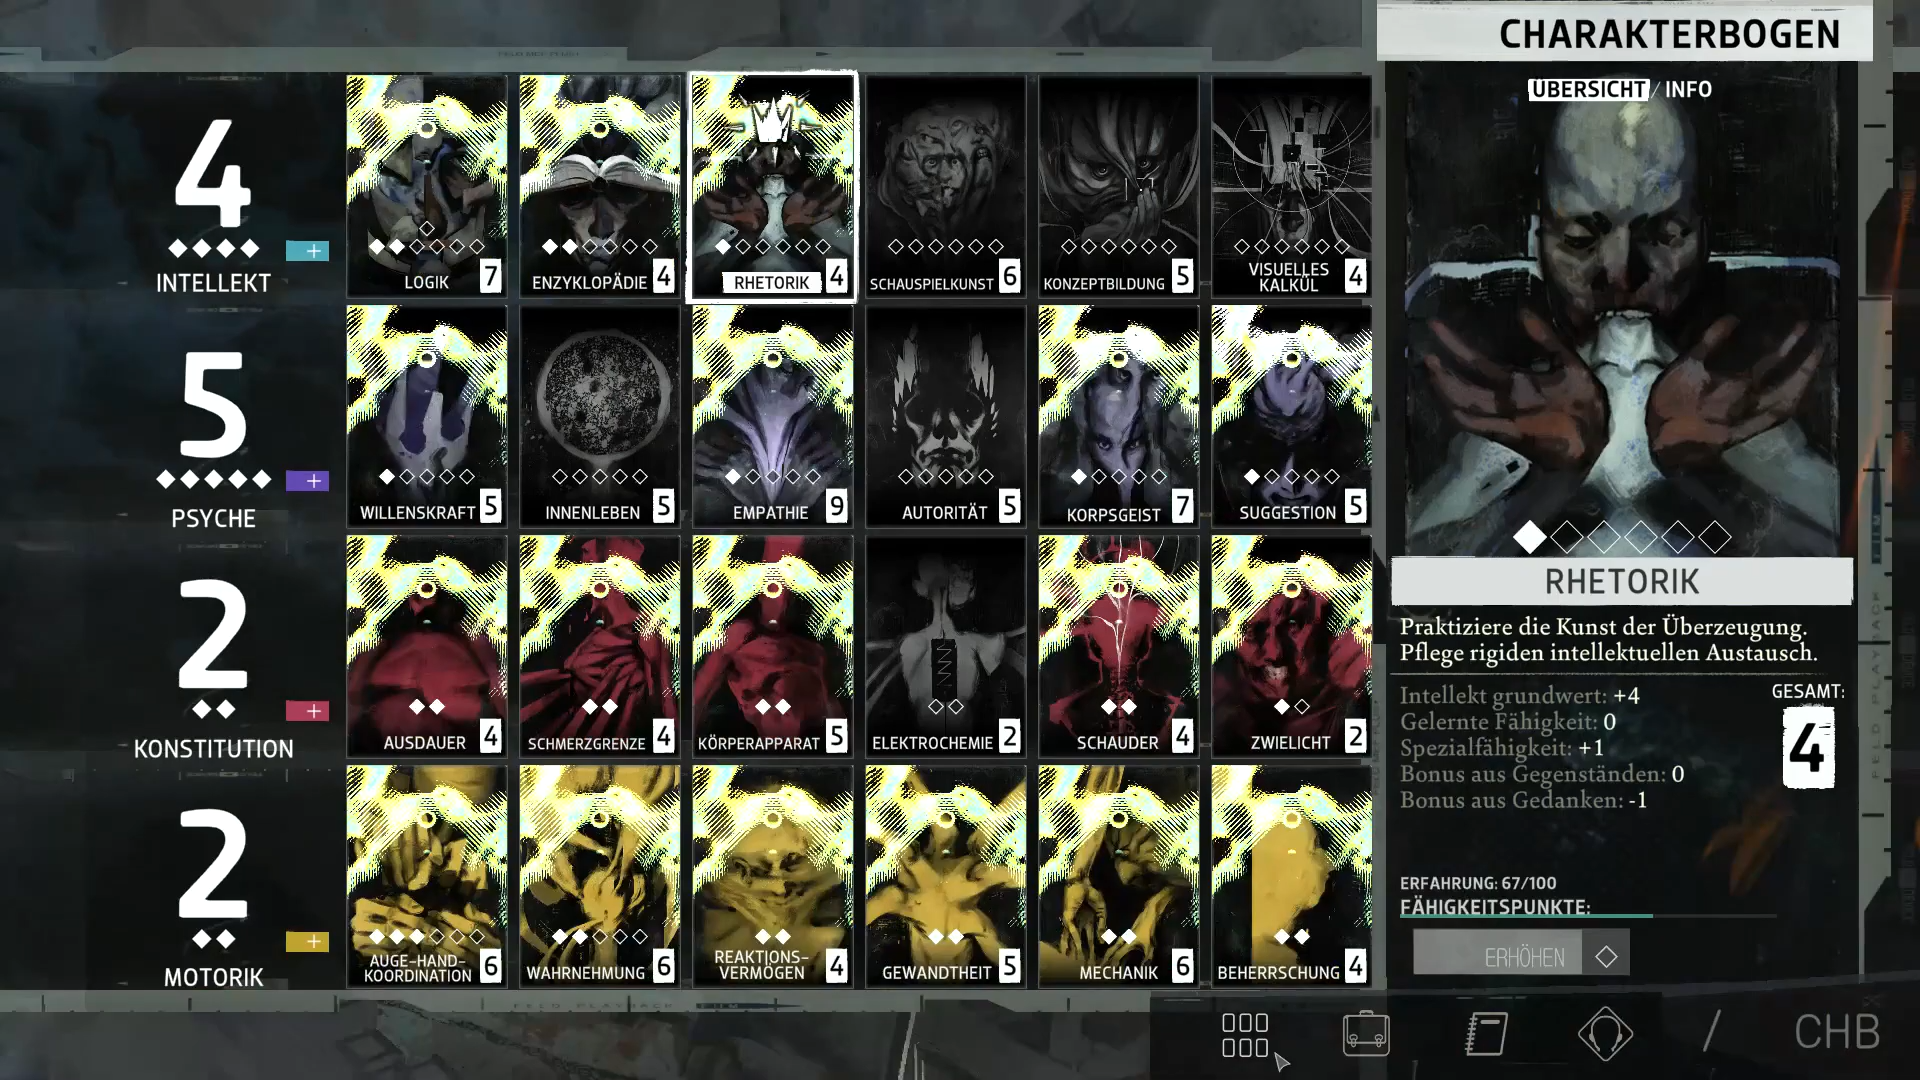 CHARAKTERBOGEN
ÜBERSICHT / INFO
4
INTELLEKT
+
LOGIK 7
ENZYKLOPÄDIE 4
RHETORIK 4
SCHAUSPIELKUNST 6
KONZEPTBILDUNG 5
VISUELLES
KALKÜL 4
5
PSYCHE
+
WILLENSKRAFT 5
INNENLEBEN 5
EMPATHIE 9
AUTORITÄT 5
KORPSGEIST 7
SUGGESTION 5
2
KONSTITUTION
+
AUSDAUER 4
SCHMERZGRENZE 4
KÖRPERAPPARAT 5
ELEKTROCHEMIE 2
SCHAUDER 4
ZWIELICHT 2
2
MOTORIK
+
AUGE-HAND-
KOORDINATION 6
WAHRNEHMUNG 6
REAKTIONS-
VERMÖGEN 4
GEWANDTHEIT 5
MECHANIK 6
BEHERRSCHUNG 4
RHETORIK
Praktiziere die Kunst der Überzeugung.
Pflege rigiden intellektuellen Austausch.
Intellekt grundwert: +4
Gelernte Fähigkeit: 0
Spezialfähigkeit: +1
Bonus aus Gegenständen: 0
Bonus aus Gedanken: -1
GESAMT:
4
ERFAHRUNG: 67/100
FÄHIGKEITSPUNKTE:
ERHÖHEN
/ CHB